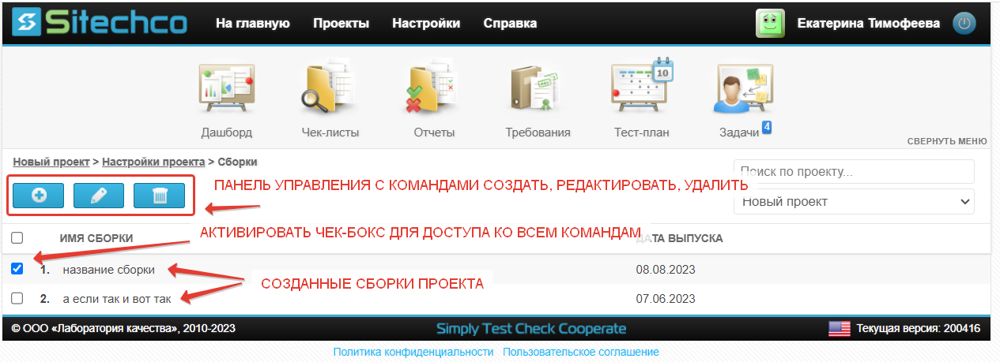 Sitechco
На главную Проекты Настройки Справка Екатерина Тимофеева
10
Дашборд Чек-листы Отчеты Требования Тест-план Задачи 4
СВЕРНУТЬ МЕНЮ
Новый проект > Настройки проекта > Сборки
Поиск по проекту...
ПАНЕЛЬ УПРАВЛЕНИЯ С КОМАНДАМИ СОЗДАТЬ, РЕДАКТИРОВАТЬ, УДАЛИТЬ
Новый проект
АКТИВИРОВАТЬ ЧЕК-БОКС ДЛЯ ДОСТУПА КО ВСЕМ КОМАНДАМ
ИМЯ СБОРКИ ДАТА ВЫПУСКА
1. название сборки 08.08.2023
СОЗДАННЫЕ СБОРКИ ПРОЕКТА
2. а если так и вот так 07.06.2023
© ООО «Лаборатория качества», 2010-2023 Simply Test Check Cooperate Текущая версия: 200416
Политика конфиденциальности Пользовательское соглашение